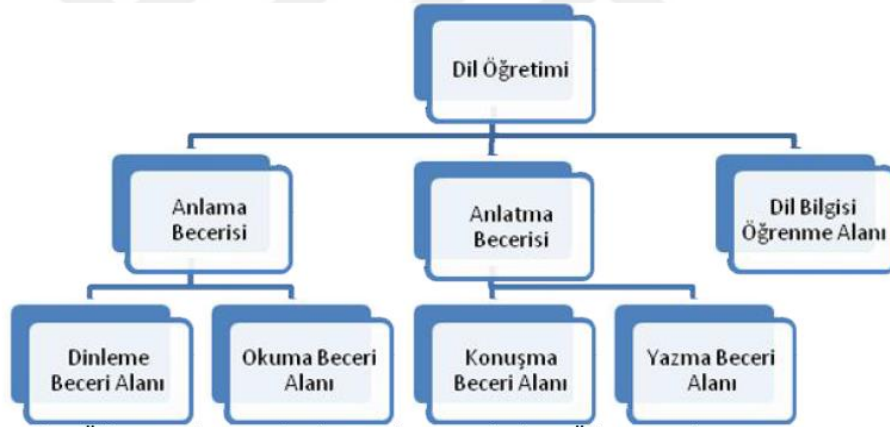 Dil Öğretimi
Anlama
Becerisi
Anlatma
Becerisi
Dil Bilgisi
Öğrenme Alanı
Dinleme
Beceri Alanı
Okuma Beceri
Alanı
Konuşma
Beceri Alanı
Yazma Beceri
Alanı